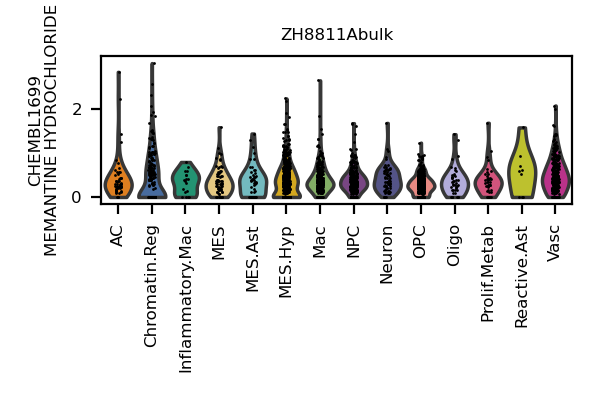 ZH8811Abulk
CHEMBL1699
MEMANTINE HYDROCHLORIDE
2
0
AC
Chromatin.Reg
Inflammatory.Mac
MES
MES.Ast
MES.Hyp
Mac
NPC
Neuron
OPC
Oligo
Prolif.Metab
Reactive.Ast
Vasc